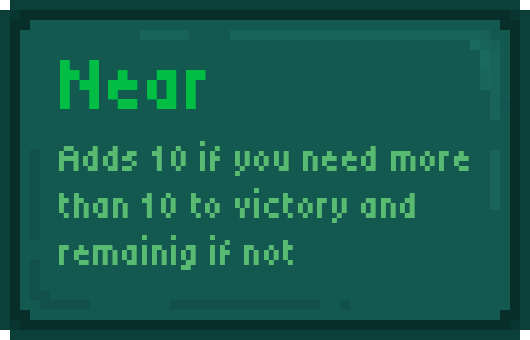 Near
Adds 10 if you need more
than 10 to victory and
remainig if not